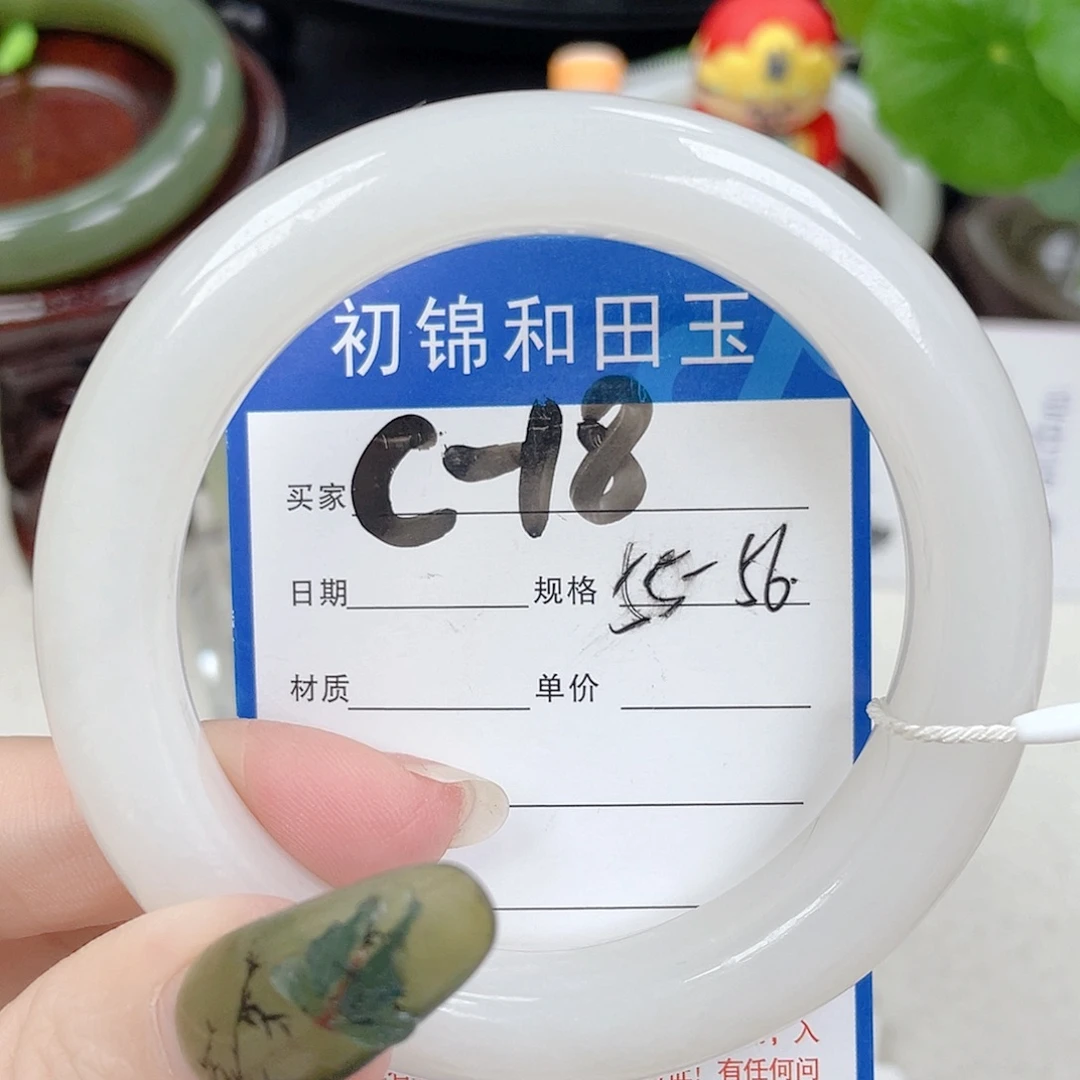 初锦和田玉
买家 C-18
日期 规格 55-56.
材质 单价
，入
有任何问